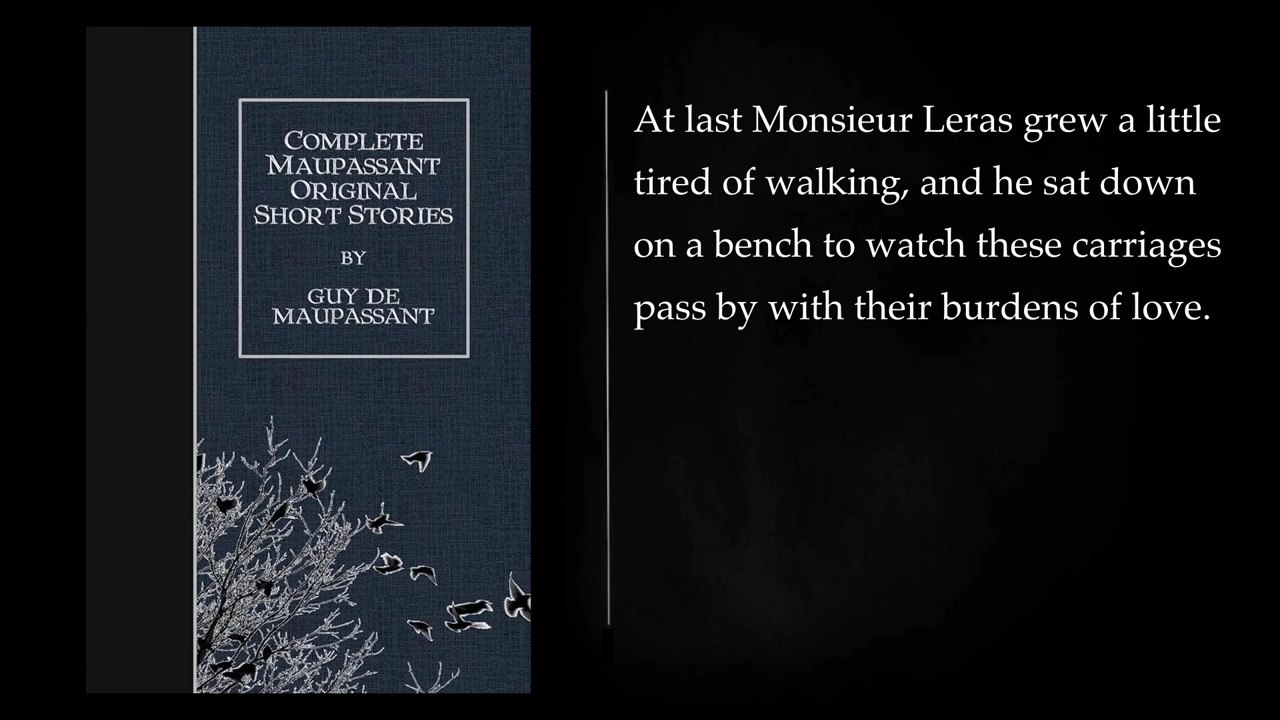 COMPLETE
MAUPASSANT
ORIGINAL
SHORT STORIES
BY
GUY DE
MAUPASSANT
At last Monsieur Leras grew a little
tired of walking, and he sat down
on a bench to watch these carriages
pass by with their burdens of love.